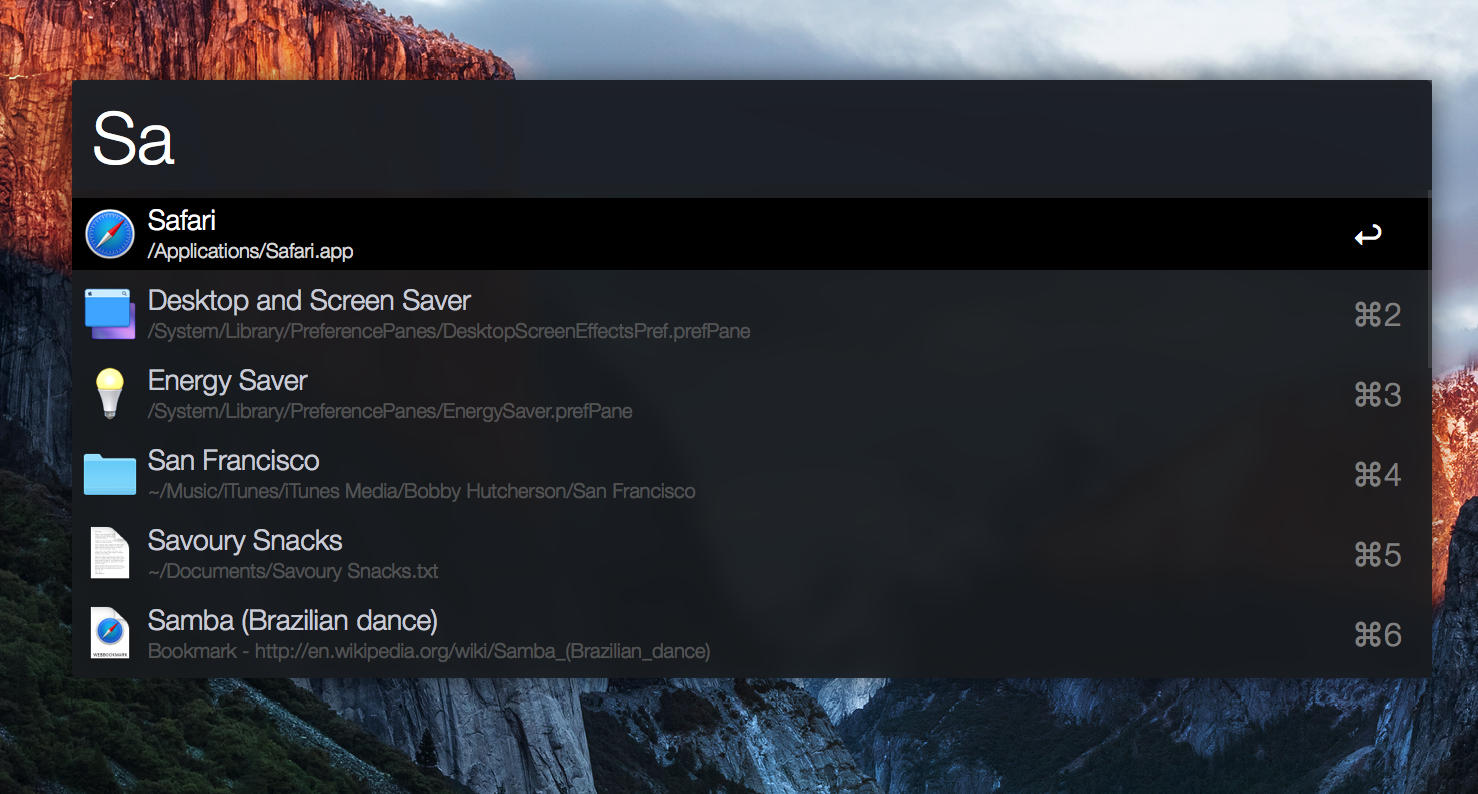 Sa
Safari
/Applications/Safari.app
↩
Desktop and Screen Saver
/System/Library/PreferencePanes/DesktopScreenEffectsPref.prefPane
⌘2
Energy Saver
/System/Library/PreferencePanes/EnergySaver.prefPane
⌘3
San Francisco
~/Music/iTunes/iTunes Media/Bobby Hutcherson/San Francisco
⌘4
Savoury Snacks
~/Documents/Savoury Snacks.txt
⌘5
Samba (Brazilian dance)
Bookmark - http://en.wikipedia.org/wiki/Samba_(Brazilian_dance)
⌘6
WEBBOOKMARK